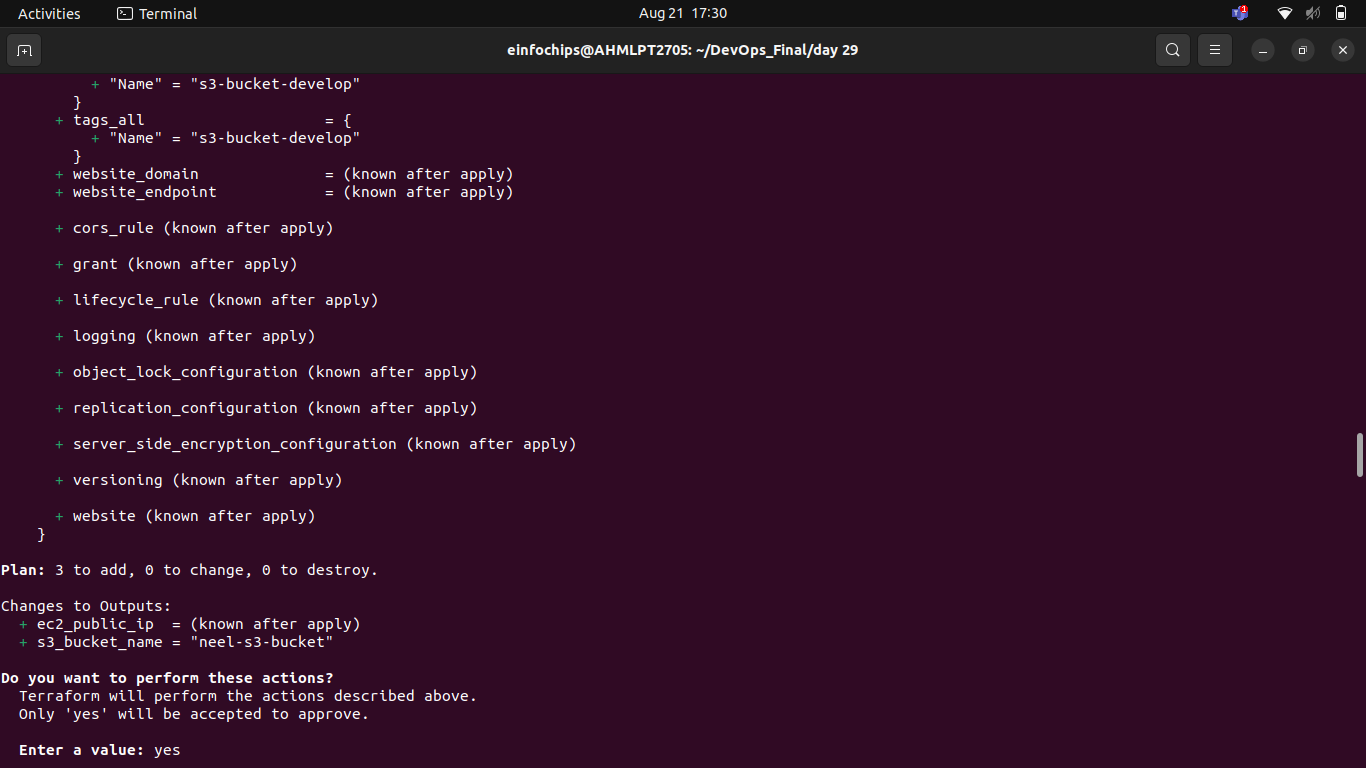 Activities
Terminal
Aug 21 17:30
1
einfochips@AHMLPT2705: ~/DevOps_Final/day 29
+ "Name" = "s3-bucket-develop"
}
+ tags_all = {
+ "Name" = "s3-bucket-develop"
}
+ website_domain = (known after apply)
+ website_endpoint = (known after apply)
+ cors_rule (known after apply)
+ grant (known after apply)
+ lifecycle_rule (known after apply)
+ logging (known after apply)
+ object_lock_configuration (known after apply)
+ replication_configuration (known after apply)
+ server_side_encryption_configuration (known after apply)
+ versioning (known after apply)
+ website (known after apply)
}
Plan: 3 to add, 0 to change, 0 to destroy.
Changes to Outputs:
+ ec2_public_ip = (known after apply)
+ s3_bucket_name = "neel-s3-bucket"
Do you want to perform these actions?
Terraform will perform the actions described above.
Only 'yes' will be accepted to approve.
Enter a value: yes